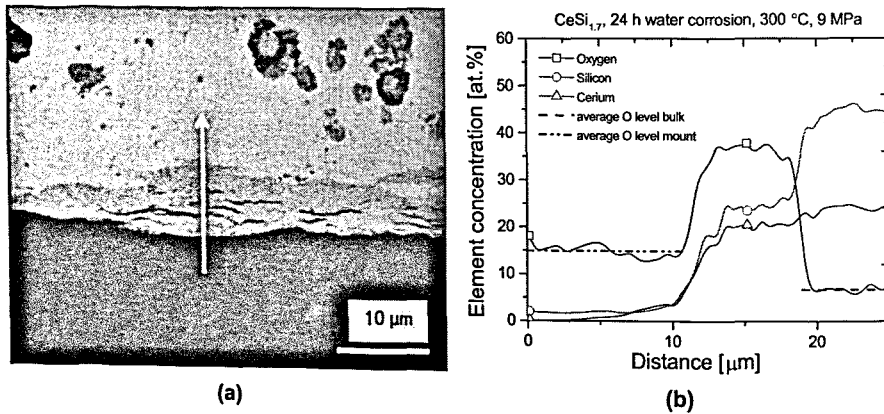 10 µm
(a)
CeSi1.7, 24 h water corrosion, 300 °C, 9 MPa
Element concentration [at.%]
60
50
40
30
20
10
0
Oxygen
Silicon
Cerium
average O level bulk
average O level mount
0
10
20
Distance [µm]
(b)